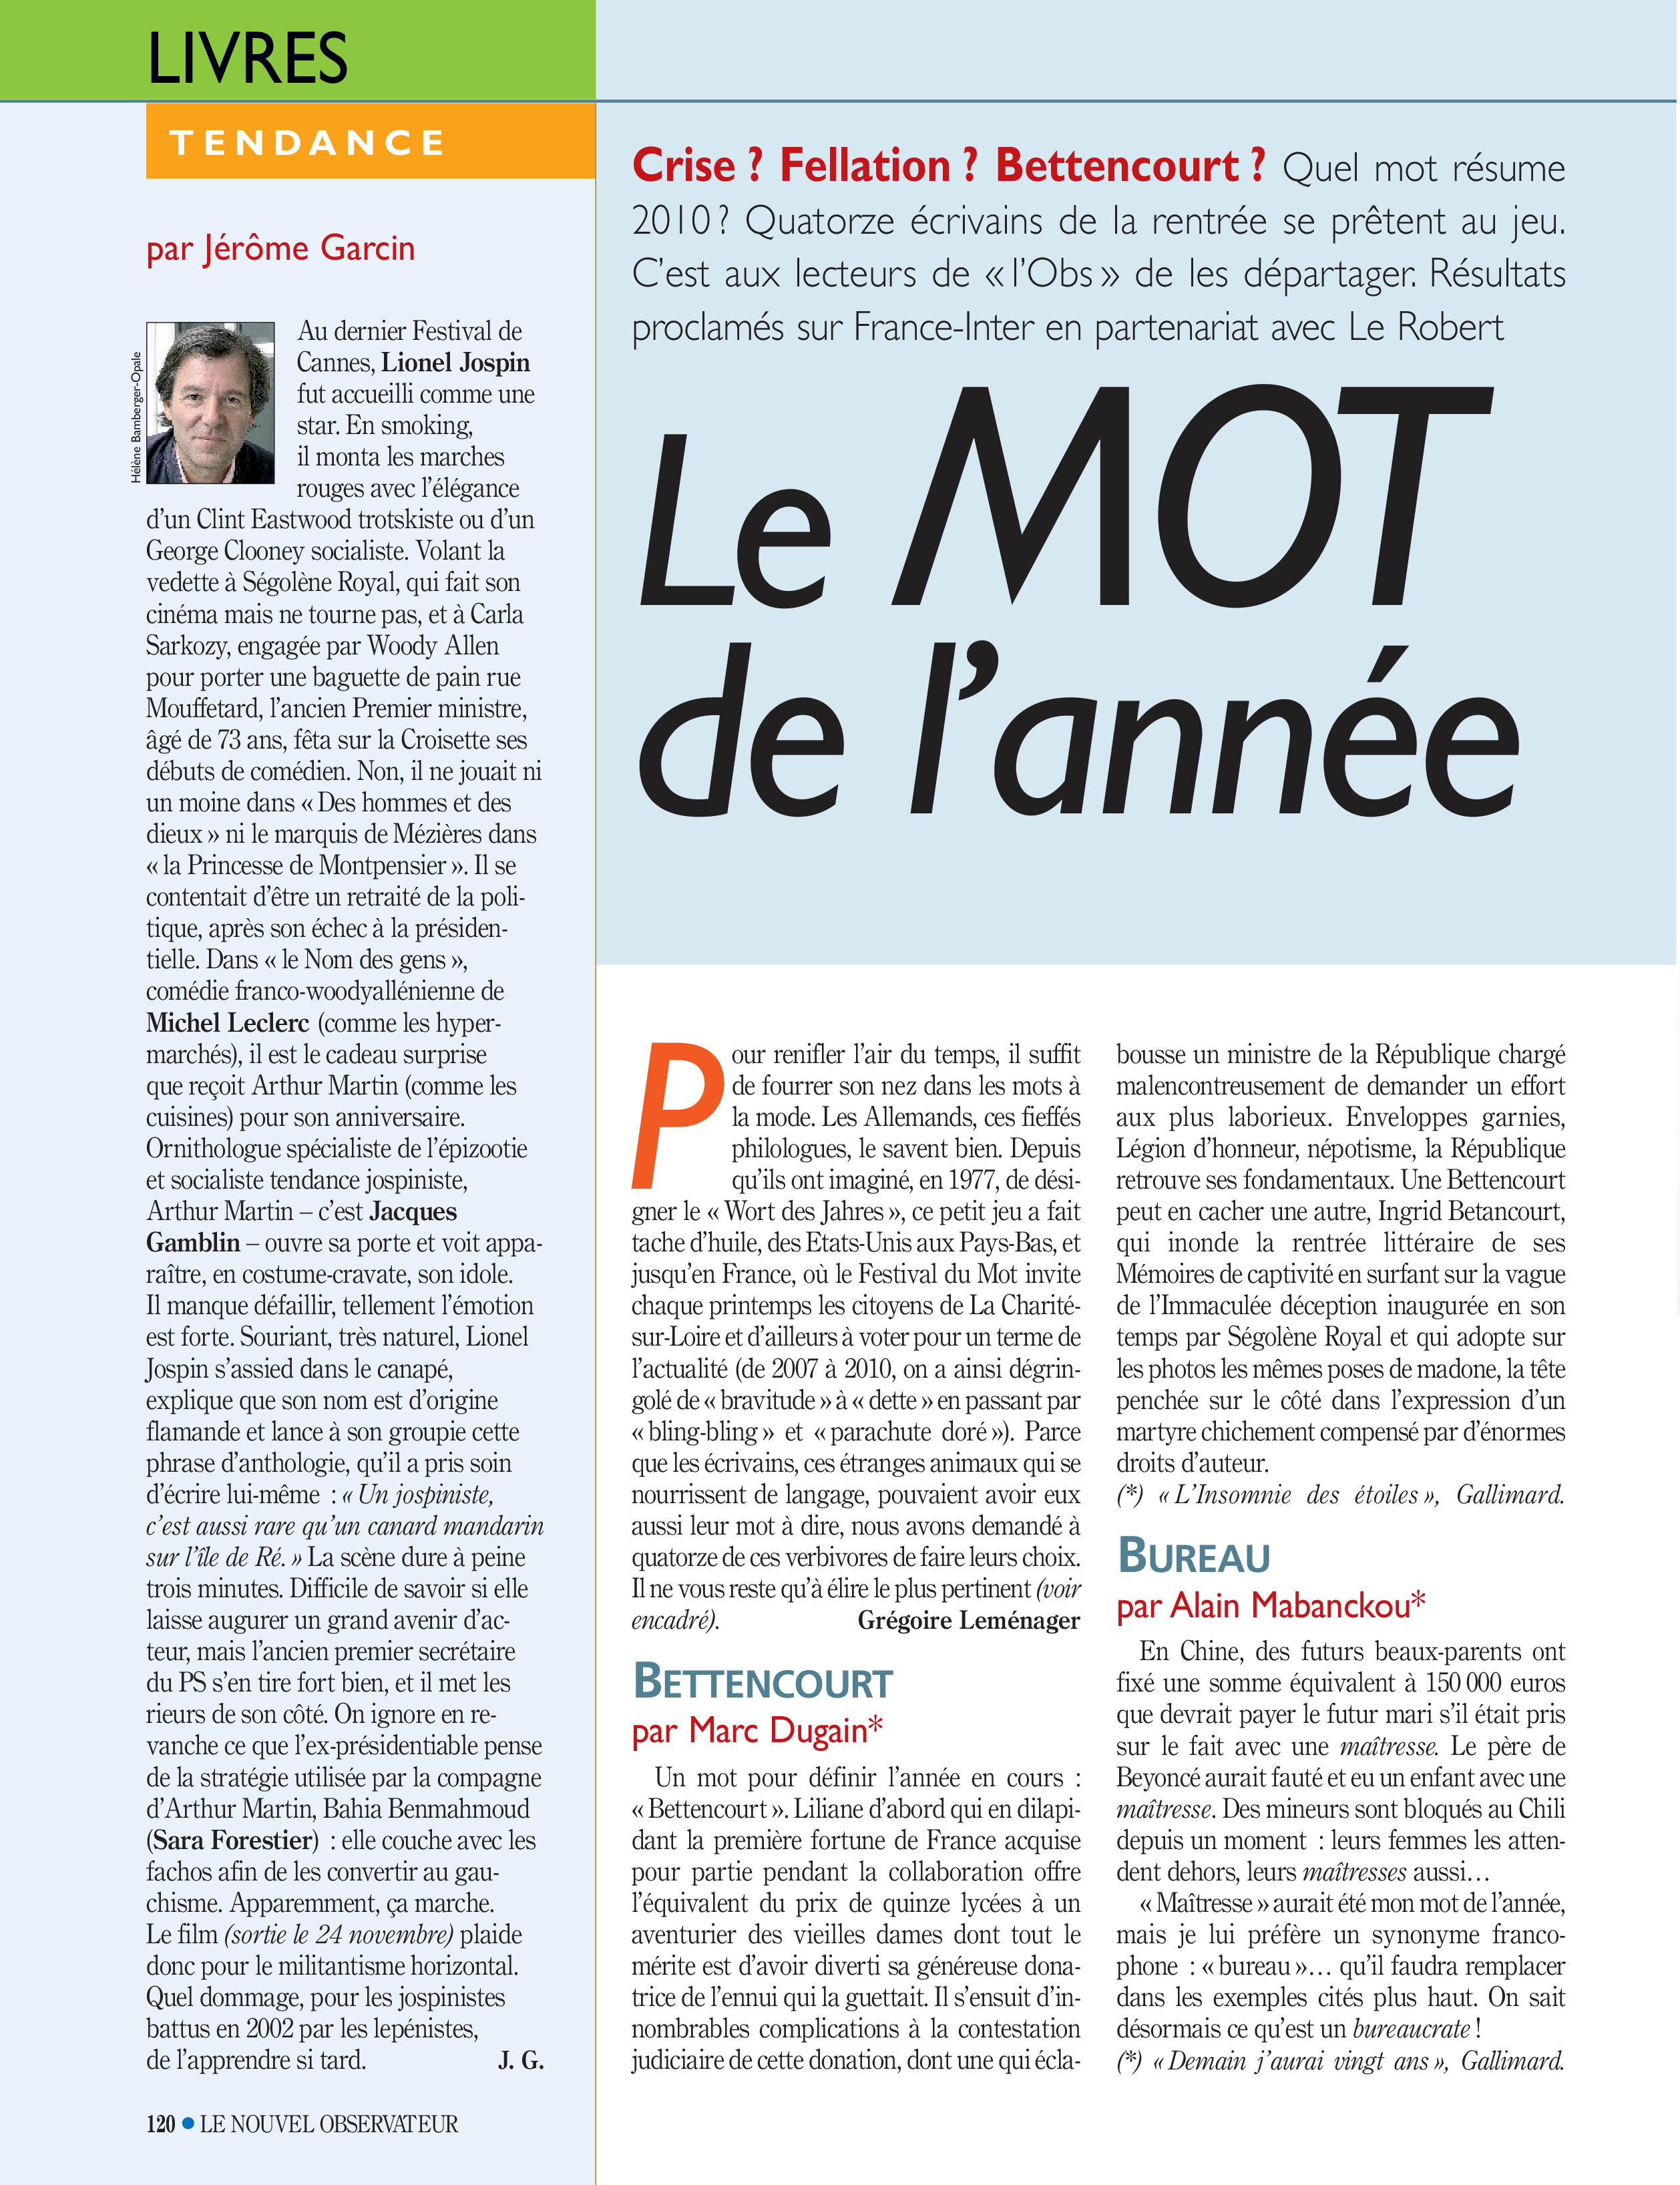 LIVRES
TENDANCE
par Jérôme Garcin
Hélène Bamberger-Opale
Au dernier Festival de
Cannes, Lionel Jospin
fut accueilli comme une
star. En smoking,
il monta les marches
rouges avec l'élégance
d'un Clint Eastwood trotskiste ou d'un
George Clooney socialiste. Volant la
vedette à Ségolène Royal, qui fait son
cinéma mais ne tourne pas, et à Carla
Sarkozy, engagée par Woody Allen
pour porter une baguette de pain rue
Mouffetard, l'ancien Premier ministre,
âgé de 73 ans, fêta sur la Croisette ses
débuts de comédien. Non, il ne jouait ni
un moine dans « Des hommes et des
dieux » ni le marquis de Mézières dans
« la Princesse de Montpensier ». Il se
contentait d'être un retraité de la poli-
tique, après son échec à la présiden-
tielle. Dans « le Nom des gens »,
comédie franco-woodyallénienne de
Michel Leclerc (comme les hyper-
marchés), il est le cadeau surprise
que reçoit Arthur Martin (comme les
cuisines) pour son anniversaire.
Ornithologue spécialiste de l'épizootie
et socialiste tendance jospiniste,
Arthur Martin – c'est Jacques
Gamblin – ouvre sa porte et voit appa-
raître, en costume-cravate, son idole.
Il manque défaillir, tellement l'émotion
est forte. Souriant, très naturel, Lionel
Jospin s'assied dans le canapé,
explique que son nom est d'origine
flamande et lance à son groupie cette
phrase d'anthologie, qu'il a pris soin
d'écrire lui-même : « Un jospiniste,
c'est aussi rare qu'un canard mandarin
sur l'île de Ré. » La scène dure à peine
trois minutes. Difficile de savoir si elle
laisse augurer un grand avenir d'ac-
teur, mais l'ancien premier secrétaire
du PS s'en tire fort bien, et il met les
rieurs de son côté. On ignore en re-
vanche ce que l'ex-présidentiable pense
de la stratégie utilisée par la compagne
d'Arthur Martin, Bahia Benmahmoud
(Sara Forestier) : elle couche avec les
fachos afin de les convertir au gau-
chisme. Apparemment, ça marche.
Le film (sortie le 24 novembre) plaide
donc pour le militantisme horizontal.
Quel dommage, pour les jospinistes
battus en 2002 par les lepénistes,
de l'apprendre si tard. J. G.
Crise ? Fellation ? Bettencourt ? Quel mot résume
2010 ? Quatorze écrivains de la rentrée se prêtent au jeu.
C'est aux lecteurs de « l'Obs » de les départager. Résultats
proclamés sur France-Inter en partenariat avec Le Robert
Le MOT
de l'année
Pour renifler l'air du temps, il suffit
de fourrer son nez dans les mots à
la mode. Les Allemands, ces fieffés
philologues, le savent bien. Depuis
qu'ils ont imaginé, en 1977, de dési-
gner le « Wort des Jahres », ce petit jeu a fait
tache d'huile, des Etats-Unis aux Pays-Bas, et
jusqu'en France, où le Festival du Mot invite
chaque printemps les citoyens de La Charité-
sur-Loire et d'ailleurs à voter pour un terme de
l'actualité (de 2007 à 2010, on a ainsi dégrin-
golé de « bravitude » à « dette » en passant par
« bling-bling » et « parachute doré »). Parce
que les écrivains, ces étranges animaux qui se
nourrissent de langage, pouvaient avoir eux
aussi leur mot à dire, nous avons demandé à
quatorze de ces verbivores de faire leurs choix.
Il ne vous reste qu'à élire le plus pertinent (voir
encadré). Grégoire Leménager
BETTENCOURT
par Marc Dugain*
Un mot pour définir l'année en cours :
« Bettencourt ». Liliane d'abord qui en dilapi-
dant la première fortune de France acquise
pour partie pendant la collaboration offre
l'équivalent du prix de quinze lycées à un
aventurier des vieilles dames dont tout le
mérite est d'avoir diverti sa généreuse dona-
trice de l'ennui qui la guettait. Il s'ensuit d'in-
nombrables complications à la contestation
judiciaire de cette donation, dont une qui écla-
bousse un ministre de la République chargé
malencontreusement de demander un effort
aux plus laborieux. Enveloppes garnies,
Légion d'honneur, népotisme, la République
retrouve ses fondamentaux. Une Bettencourt
peut en cacher une autre, Ingrid Betancourt,
qui inonde la rentrée littéraire de ses
Mémoires de captivité en surfant sur la vague
de l'Immaculée déception inaugurée en son
temps par Ségolène Royal et qui adopte sur
les photos les mêmes poses de madone, la tête
penchée sur le côté dans l'expression d'un
martyre chichement compensé par d'énormes
droits d'auteur.
(*) « L'Insomnie des étoiles », Gallimard.
BUREAU
par Alain Mabanckou*
En Chine, des futurs beaux-parents ont
fixé une somme équivalent à 150 000 euros
que devrait payer le futur mari s'il était pris
sur le fait avec une maîtresse. Le père de
Beyoncé aurait fauté et eu un enfant avec une
maîtresse. Des mineurs sont bloqués au Chili
depuis un moment : leurs femmes les atten-
dent dehors, leurs maîtresses aussi…
« Maîtresse » aurait été mon mot de l'année,
mais je lui préfère un synonyme franco-
phone : « bureau »… qu'il faudra remplacer
dans les exemples cités plus haut. On sait
désormais ce qu'est un bureaucrate !
(*) « Demain j'aurai vingt ans », Gallimard.
120 • LE NOUVEL OBSERVATEUR